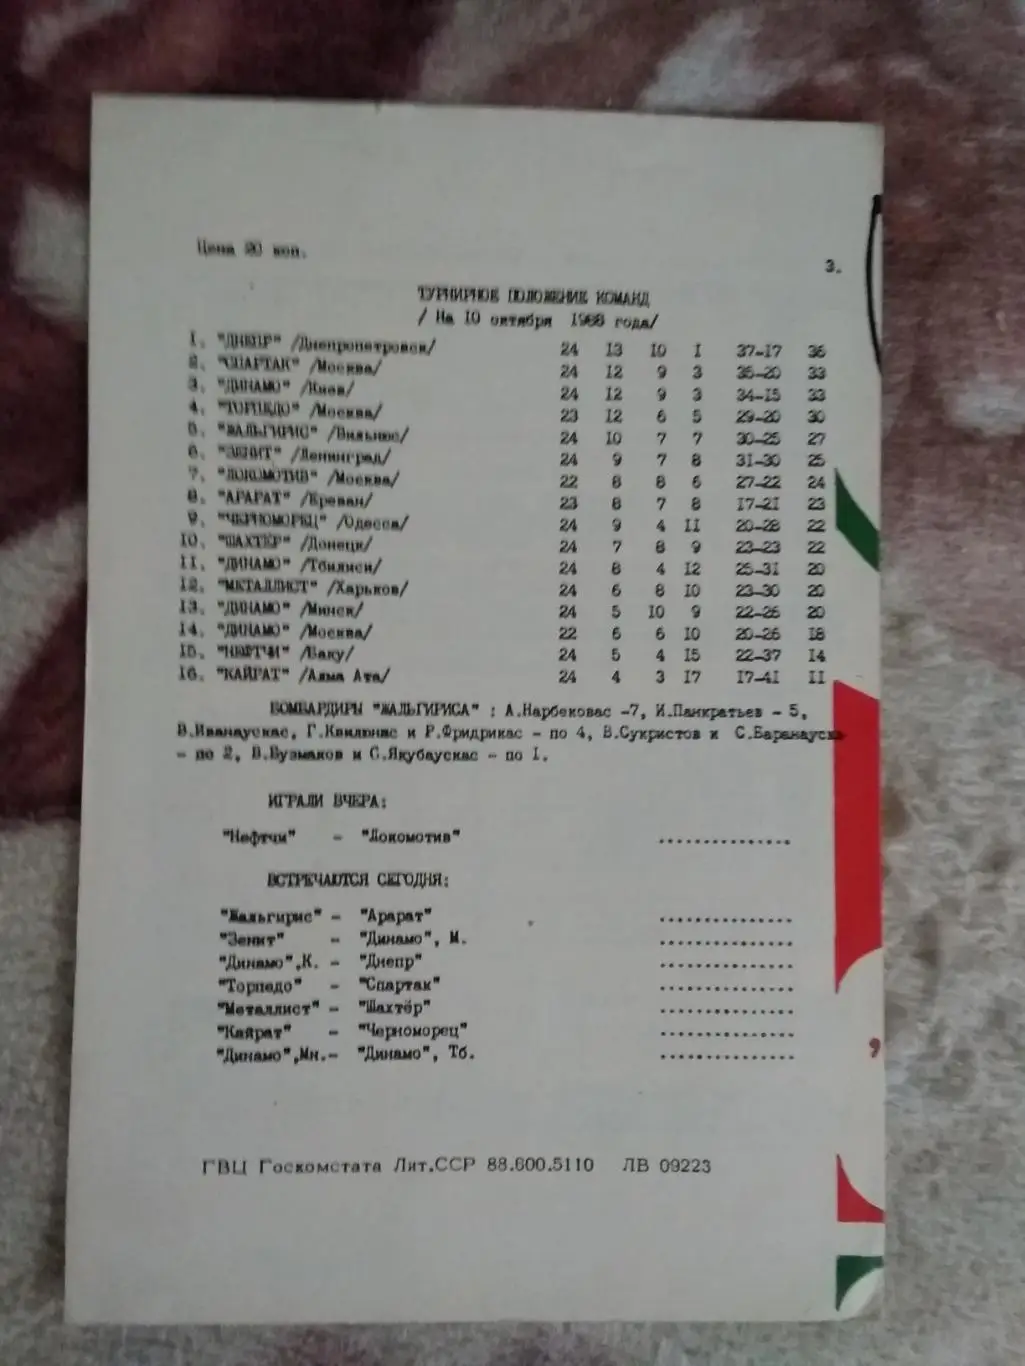 Цена 20 коп.
3.
ТУРНИРНОЕ ПОЛОЖЕНИЕ КОМАНД
/ На 10 октября 1988 года/
1. "ДНЕПР" /Днепропетровск/ 24 13 10 1 37-17 36
2. "СПАРТАК" /Москва/ 24 12 9 3 35-20 33
3. "ДИНАМО" /Киев/ 24 12 9 3 34-15 33
4. "ТОРПЕДО" /Москва/ 23 12 6 5 29-20 30
5. "ЖАЛЬГИРИС" /Вильнюс/ 24 10 7 7 30-25 27
6. "ЗЕНИТ" /Ленинград/ 24 9 7 8 31-30 25
7. "ЛОКОМОТИВ" /Москва/ 22 8 8 6 27-22 24
8. "АРАРАТ" /Ереван/ 23 8 7 8 17-21 23
9. "ЧЕРНОМОРЕЦ" /Одесса/ 24 9 4 11 20-28 22
10. "ШАХТЁР" /Донецк/ 24 7 8 9 23-23 22
11. "ДИНАМО" /Тбилиси/ 24 8 4 12 25-31 20
12. "МЕТАЛЛИСТ" /Харьков/ 24 6 8 10 23-30 20
13. "ДИНАМО" /Минск/ 24 5 10 9 22-26 20
14. "ДИНАМО" /Москва/ 22 6 6 10 20-26 18
15. "НЕФТЧИ" /Баку/ 24 5 4 15 22-37 14
16. "КАЙРАТ" /Алма Ата/ 24 4 3 17 17-41 11
БОМБАРДИРЫ "ЖАЛЬГИРИСА" : А.Нарбековас -7, И.Панкратьев - 5,
В.Иванаускас, Г.Квильнас и Р.Фридрикас - по 4, В.Сукристов и С.Баранауска
- по 2, В.Бузмаков и С.Якубаускас - по 1.
ИГРАЛИ ВЧЕРА:
"Нефтчи" - "Локомотив" ...............
ВСТРЕЧАЮТСЯ СЕГОДНЯ:
"Жальгирис" - "Арарат" ...............
"Зенит" - "Динамо", М. ...............
"Динамо",К. - "Днепр" ...............
"Торпедо" - "Спартак" ...............
"Металлист" - "Шахтёр" ...............
"Кайрат" - "Черноморец" ...............
"Динамо",Мн.- "Динамо", Тб. ...............
9
ГВЦ Госкомстата Лит.ССР 88.600.5110 ЛВ 09223